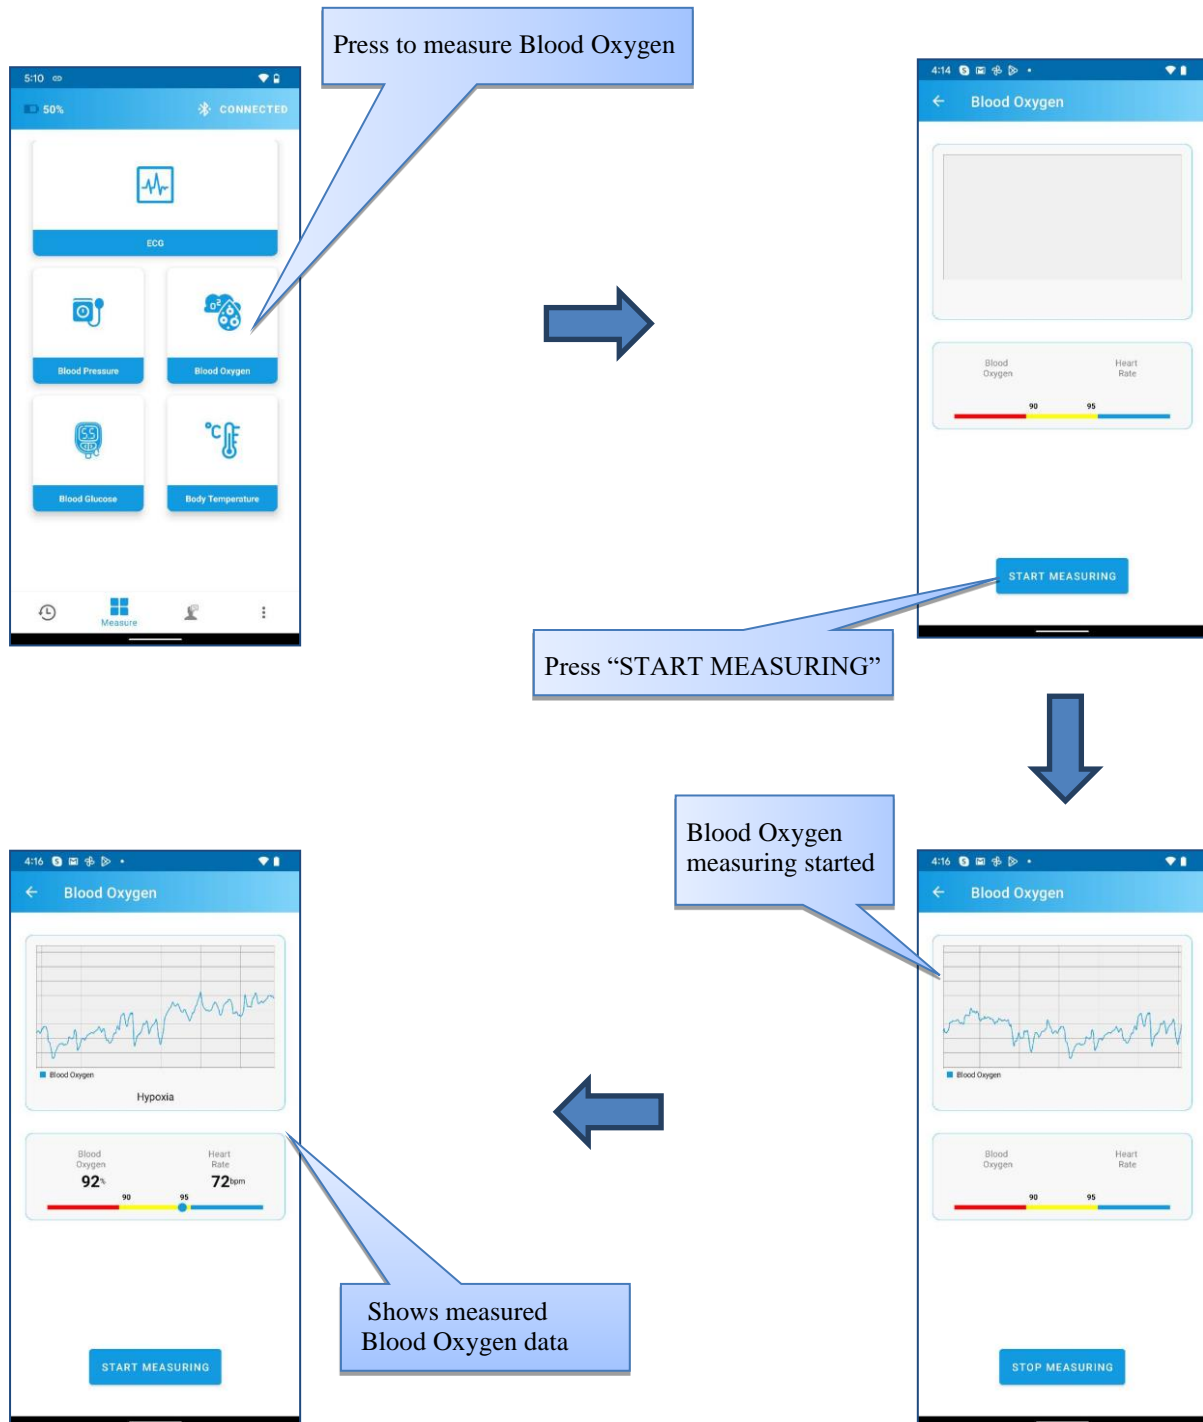 Press to measure Blood Oxygen
5:10
50%
CONNECTED
ECG
O2
Blood Pressure
Blood Oxygen
55
°C
Blood Glucose
Body Temperature
Measure
4:14
Blood Oxygen
Blood
Oxygen
Heart
Rate
90
95
START MEASURING
Press “START MEASURING”
Blood Oxygen
measuring started
4:16
Blood Oxygen
Blood Oxygen
Blood
Oxygen
Heart
Rate
90
95
STOP MEASURING
4:16
Blood Oxygen
Blood Oxygen
Hypoxia
Blood
Oxygen
92%
Heart
Rate
72bpm
90
95
START MEASURING
Shows measured
Blood Oxygen data